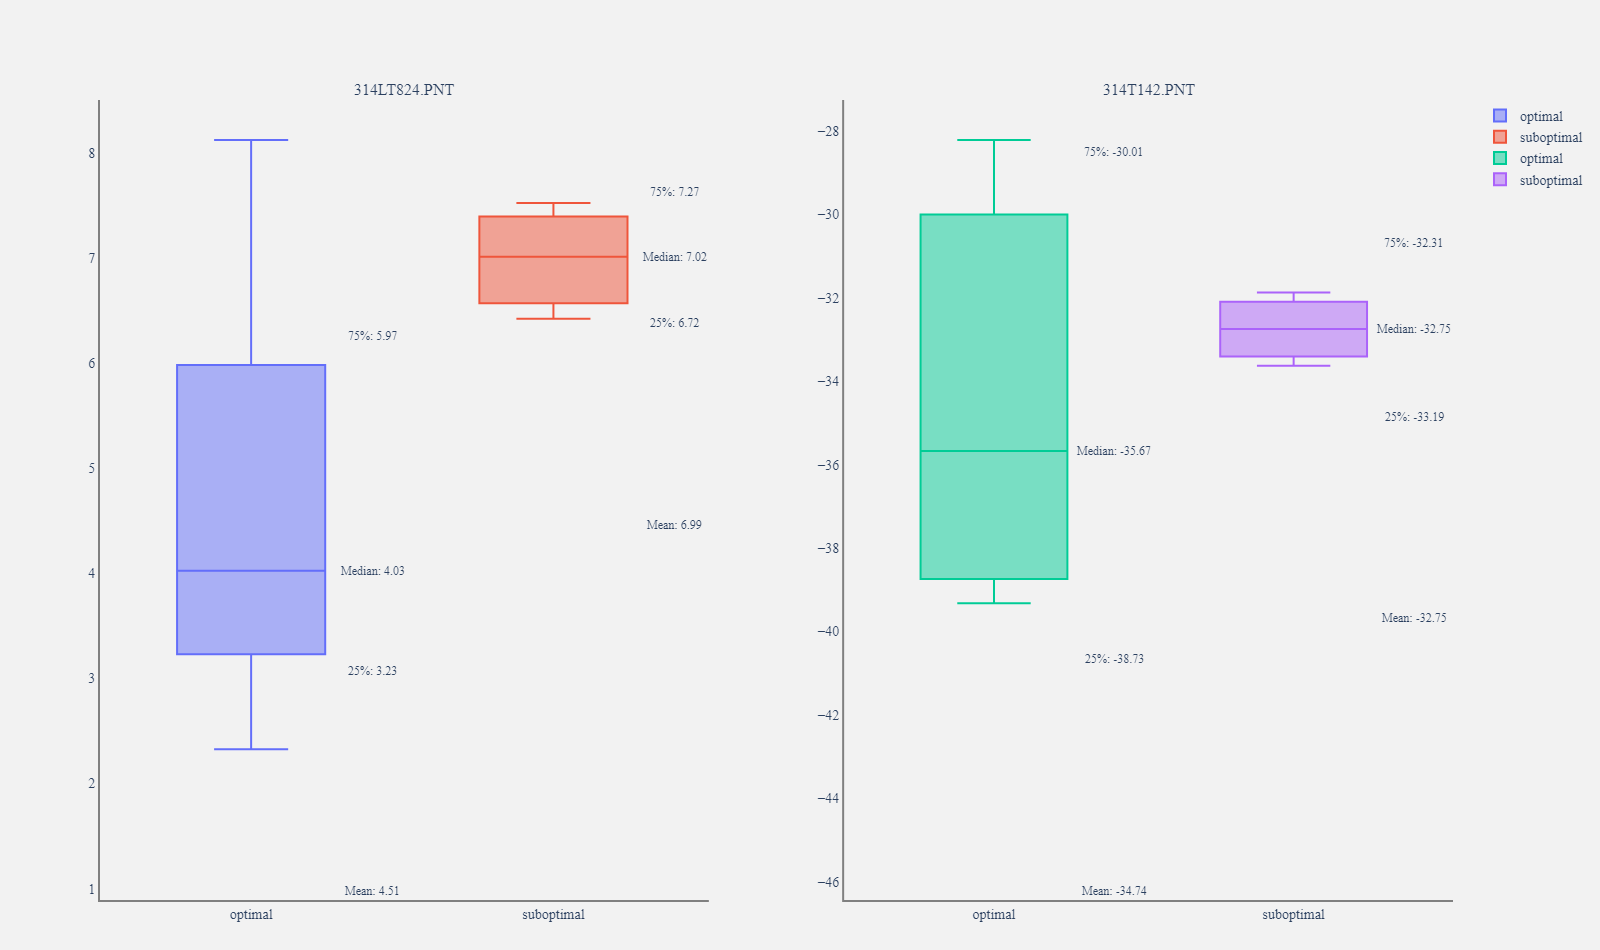 314LT824.PNT
8
7
6
5
4
3
2
1
75%: 5.97
Median: 4.03
25%: 3.23
Mean: 4.51
75%: 7.27
Median: 7.02
25%: 6.72
Mean: 6.99
optimal
suboptimal
314T142.PNT
−28
−30
−32
−34
−36
−38
−40
−42
−44
−46
75%: -30.01
Median: -35.67
25%: -38.73
Mean: -34.74
75%: -32.31
Median: -32.75
25%: -33.19
Mean: -32.75
optimal
suboptimal
optimal
suboptimal
optimal
suboptimal